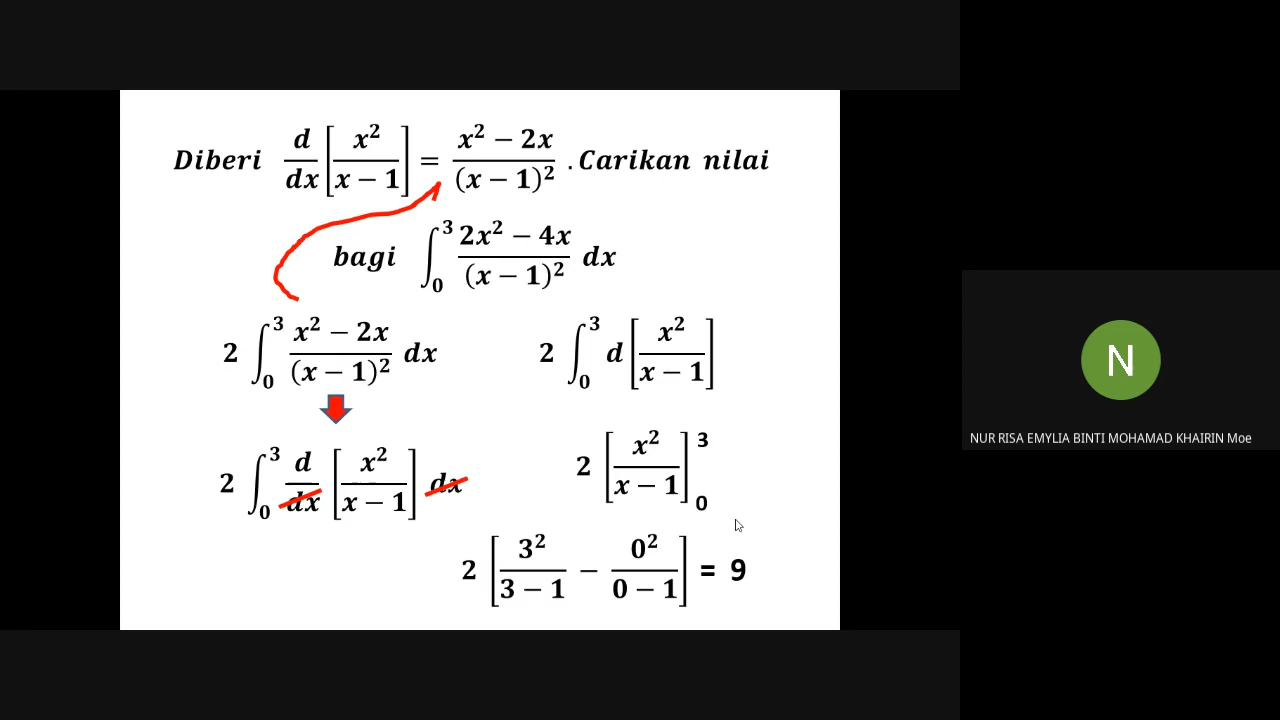 Diberi d/dx [x²/(x − 1)] = (x² − 2x)/(x − 1)² . Carikan nilai
bagi ∫₀³ (2x² − 4x)/(x − 1)² dx
2 ∫₀³ (x² − 2x)/(x − 1)² dx
2 ∫₀³ d/dx [x²/(x − 1)] dx
2 ∫₀³ d [x²/(x − 1)]
2 [x²/(x − 1)]₀³
2 [3²/(3 − 1) − 0²/(0 − 1)] = 9
N
NUR RISA EMYLIA BINTI MOHAMAD KHAIRIN Moe